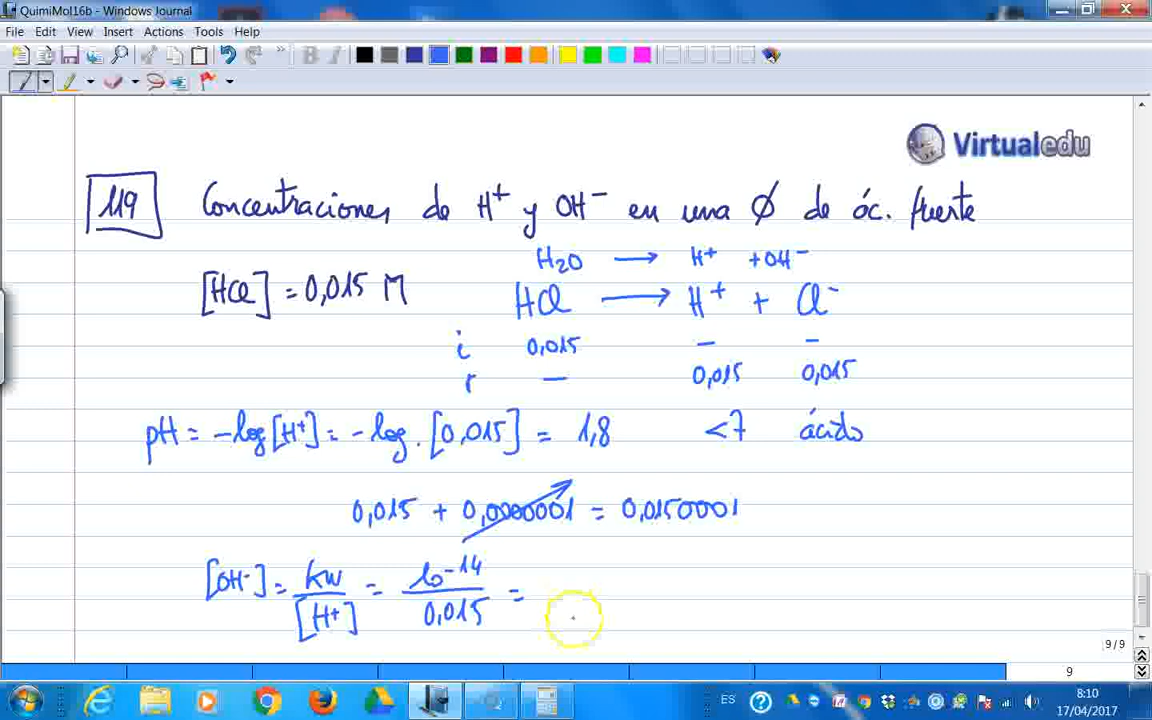 QuimiMol16b - Windows Journal
File Edit View Insert Actions Tools Help
Virtualedu
119 Concentraciones de H⁺ y OH⁻ en una Ø de ác. fuerte
H₂O ⟶ H⁺ + OH⁻
[HCl] = 0,015 M HCl ⟶ H⁺ + Cl⁻
i 0,015 – –
r – 0,015 0,015
pH = -log[H⁺] = -log.[0,015] = 1,8 <7 ácido
0,015 + 0,0000001 = 0,0150001
[OH⁻] = kw/[H⁺] = 10⁻¹⁴/0,015 =
9/9
9
ES 8:10
17/04/2017